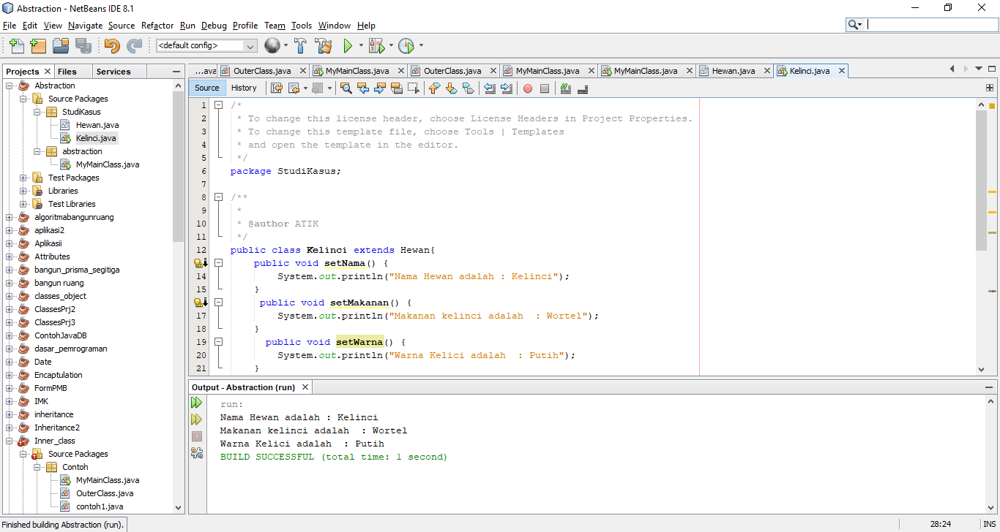 Abstraction - NetBeans IDE 8.1
File Edit View Navigate Source Refactor Run Debug Profile Team Tools Window Help
<default config>
Projects Files Services
Abstraction
Source Packages
StudiKasus
Hewan.java
Kelinci.java
abstraction
MyMainClass.java
Test Packages
Libraries
Test Libraries
algoritmabangunruang
aplikasi2
Aplikasii
Attributes
bangun_prisma_segitiga
bangun ruang
classes_object
ClassesPrj2
ClassesPrj3
ContohJavaDB
dasar_pemrograman
Date
Encaptulation
FormPMB
IMK
inheritance
Inheritance2
Inner_class
Source Packages
Contoh
MyMainClass.java
OuterClass.java
contoh1.java
...ava OuterClass.java MyMainClass.java OuterClass.java MyMainClass.java MyMainClass.java Hewan.java Kelinci.java
Source History
1 /*
2 * To change this license header, choose License Headers in Project Properties.
3 * To change this template file, choose Tools | Templates
4 * and open the template in the editor.
5 */
6 package StudiKasus;
7
8 /**
9 *
10 * @author ATIK
11 */
12 public class Kelinci extends Hewan{
public void setNama() {
14 System.out.println("Nama Hewan adalah : Kelinci");
15 }
public void setMakanan() {
17 System.out.println("Makanan kelinci adalah  : Wortel");
18 }
19 public void setWarna() {
20 System.out.println("Warna Kelici adalah  : Putih");
21 }
Output - Abstraction (run)
run:
Nama Hewan adalah : Kelinci
Makanan kelinci adalah  : Wortel
Warna Kelici adalah  : Putih
BUILD SUCCESSFUL (total time: 1 second)
Finished building Abstraction (run). 28:24 INS